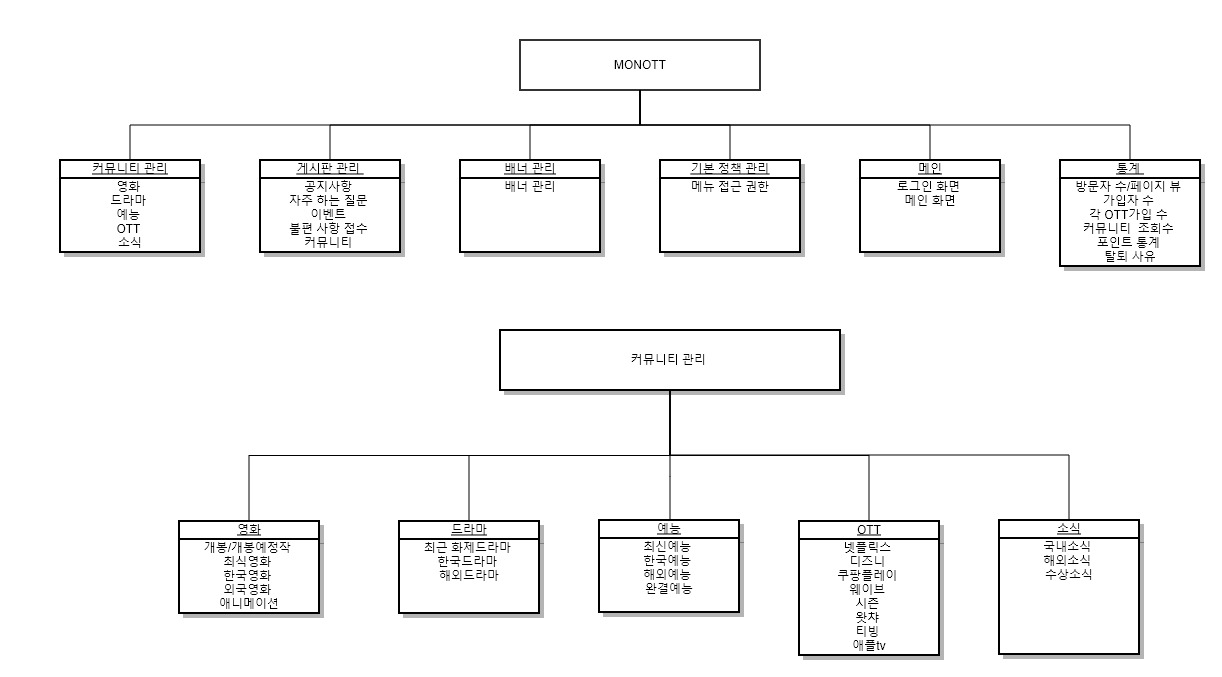 MONOTT
커뮤니티 관리
영화
드라마
예능
OTT
소식
게시판 관리
공지사항
자주 하는 질문
이벤트
불편 사항 접수
커뮤니티
배너 관리
배너 관리
기본 정책 관리
메뉴 접근 권한
메인
로그인 화면
메인 화면
통계
방문자 수/페이지 뷰
가입자 수
각 OTT가입 수
커뮤니티 조회수
포인트 통계
탈퇴 사유
커뮤니티 관리
영화
개봉/개봉예정작
최식영화
한국영화
외국영화
애니메이션
드라마
최근 화제드라마
한국드라마
해외드라마
예능
최신예능
한국예능
해외예능
완결예능
OTT
넷플릭스
디즈니
쿠팡플레이
웨이브
시즌
왓챠
티빙
애플tv
소식
국내소식
해외소식
수상소식